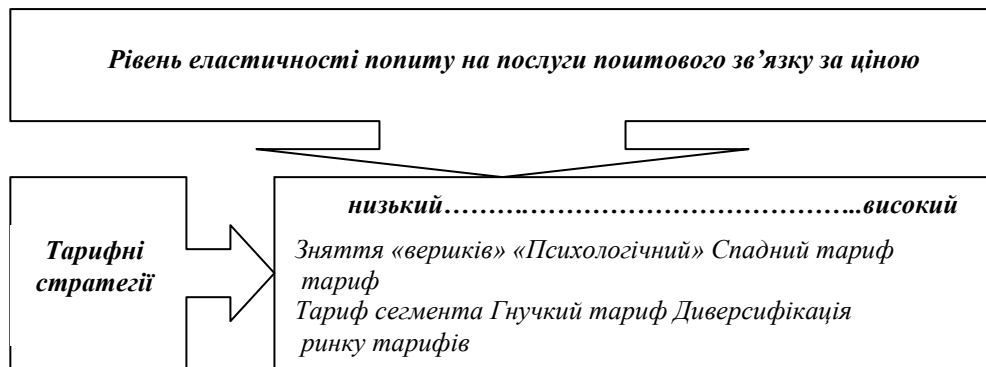 Рівень еластичності попиту на послуги поштового зв’язку за ціною
Тарифні
стратегії
низький……….…………………………………..високий
Зняття «вершків» «Психологічний» Спадний тариф
тариф
Тариф сегмента Гнучкий тариф Диверсифікація
ринку тарифів